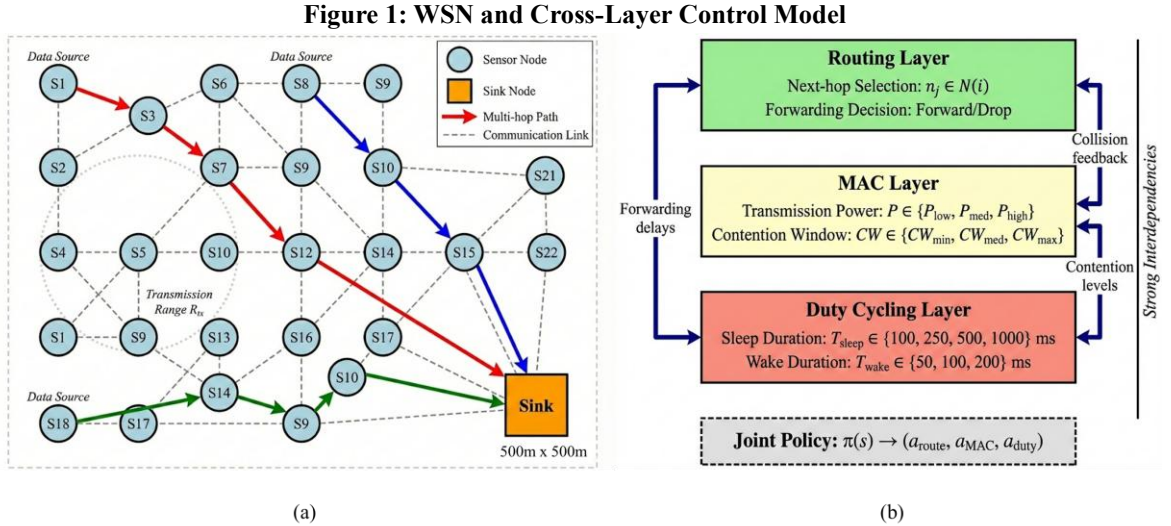 Figure 1: WSN and Cross-Layer Control Model
Data Source
Data Source
S1
S6
S8
S9
S3
Sensor Node
Sink Node
Multi-hop Path
Communication Link
S2
S7
S9
S10
S21
S4
S5
S10
S12
S14
S15
S22
Transmission
Range R_tx
S1
S9
S13
S16
S17
S10
Data Source
S14
S18
S17
S9
Sink
500m x 500m
(a)
Routing Layer
Next-hop Selection: n_j ∈ N(i)
Forwarding Decision: Forward/Drop
Collision
feedback
MAC Layer
Transmission Power: P ∈ {P_low, P_med, P_high}
Contention Window: CW ∈ {CW_min, CW_med, CW_max}
Forwarding
delays
Contention
levels
Duty Cycling Layer
Sleep Duration: T_sleep ∈ {100, 250, 500, 1000} ms
Wake Duration: T_wake ∈ {50, 100, 200} ms
Strong Interdependencies
Joint Policy: π(s) → (a_route, a_MAC, a_duty)
(b)